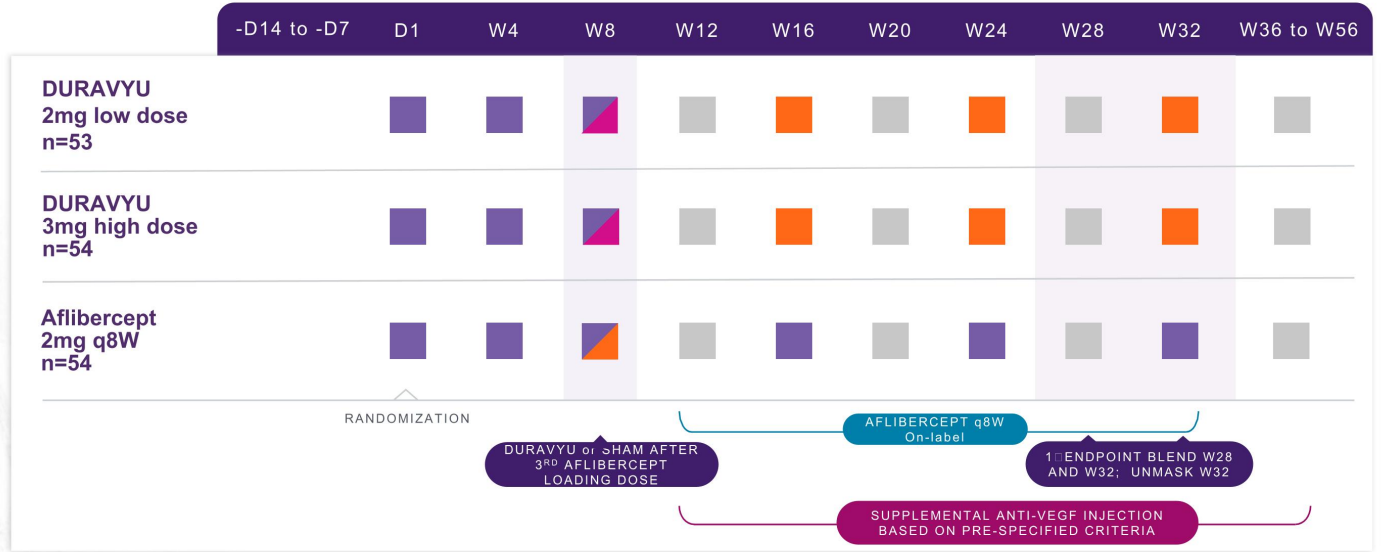 -D14 to -D7 D1 W4 W8 W12 W16 W20 W24 W28 W32 W36 to W56
DURAVYU
2mg low dose
n=53
DURAVYU
3mg high dose
n=54
Aflibercept
2mg q8W
n=54
RANDOMIZATION
DURAVYU or SHAM AFTER
3RD AFLIBERCEPT
LOADING DOSE
AFLIBERCEPT q8W
On-label
1□ENDPOINT BLEND W28
AND W32; UNMASK W32
SUPPLEMENTAL ANTI-VEGF INJECTION
BASED ON PRE-SPECIFIED CRITERIA